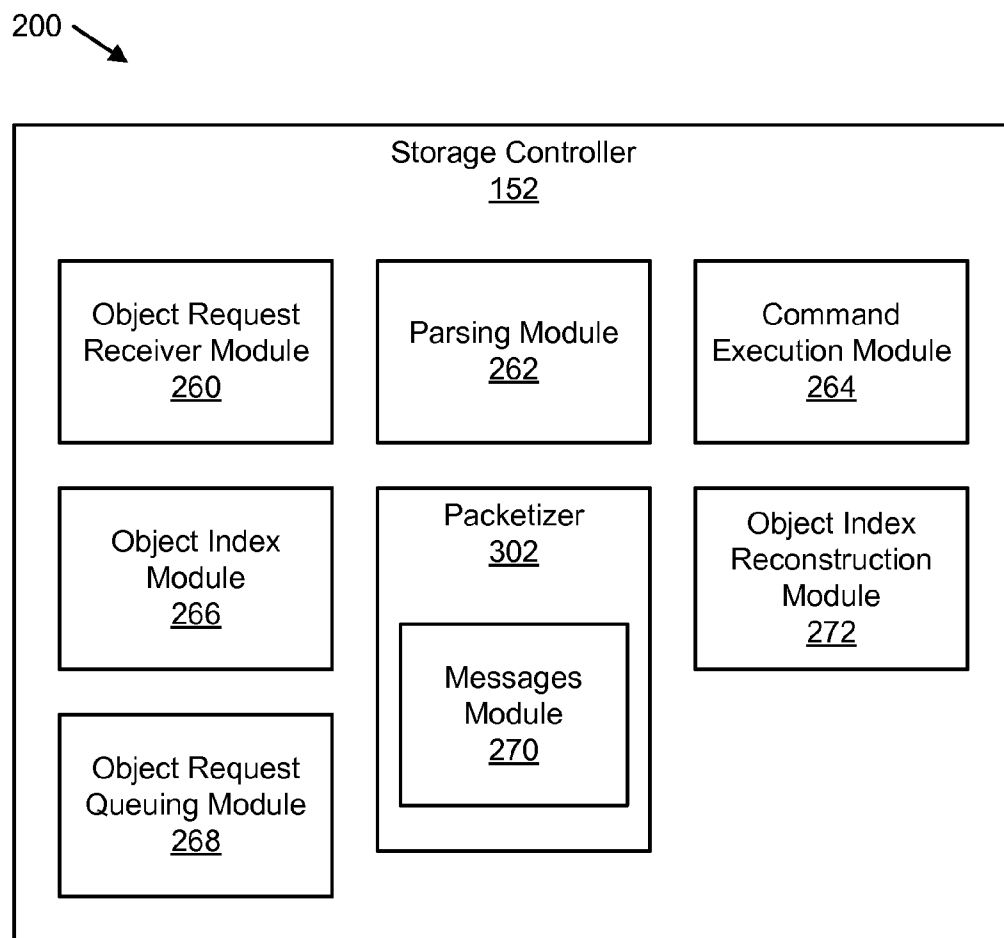 200
Storage Controller
152
Object Request
Receiver Module
260
Parsing Module
262
Command
Execution Module
264
Object Index
Module
266
Packetizer
302
Messages
Module
270
Object Index
Reconstruction
Module
272
Object Request
Queuing Module
268